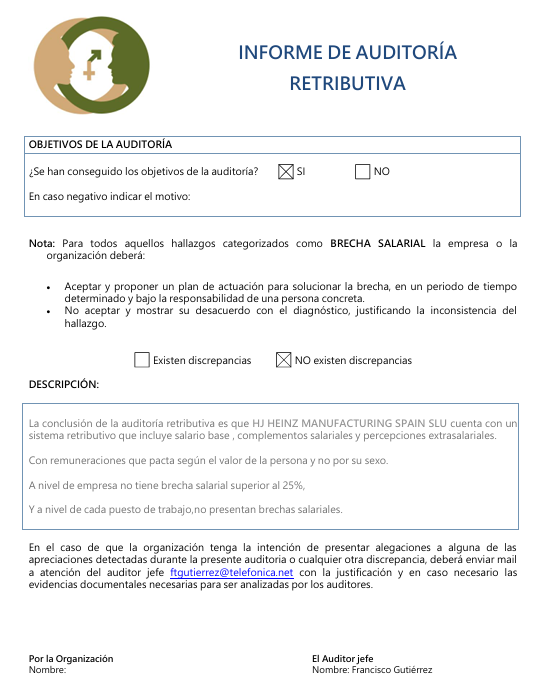 INFORME DE AUDITORÍA
RETRIBUTIVA
OBJETIVOS DE LA AUDITORÍA
¿Se han conseguido los objetivos de la auditoría? SI NO
En caso negativo indicar el motivo:
Nota: Para todos aquellos hallazgos categorizados como BRECHA SALARIAL la empresa o la
organización deberá:
• Aceptar y proponer un plan de actuación para solucionar la brecha, en un periodo de tiempo
determinado y bajo la responsabilidad de una persona concreta.
• No aceptar y mostrar su desacuerdo con el diagnóstico, justificando la inconsistencia del
hallazgo.
Existen discrepancias NO existen discrepancias
DESCRIPCIÓN:
La conclusión de la auditoría retributiva es que HJ HEINZ MANUFACTURING SPAIN SLU cuenta con un
sistema retributivo que incluye salario base , complementos salariales y percepciones extrasalariales.
Con remuneraciones que pacta según el valor de la persona y no por su sexo.
A nivel de empresa no tiene brecha salarial superior al 25%,
Y a nivel de cada puesto de trabajo,no presentan brechas salariales.
En el caso de que la organización tenga la intención de presentar alegaciones a alguna de las
apreciaciones detectadas durante la presente auditoria o cualquier otra discrepancia, deberá enviar mail
a atención del auditor jefe ftgutierrez@telefonica.net con la justificación y en caso necesario las
evidencias documentales necesarias para ser analizados por los auditores.
Por la Organización El Auditor jefe
Nombre: Nombre: Francisco Gutiérrez